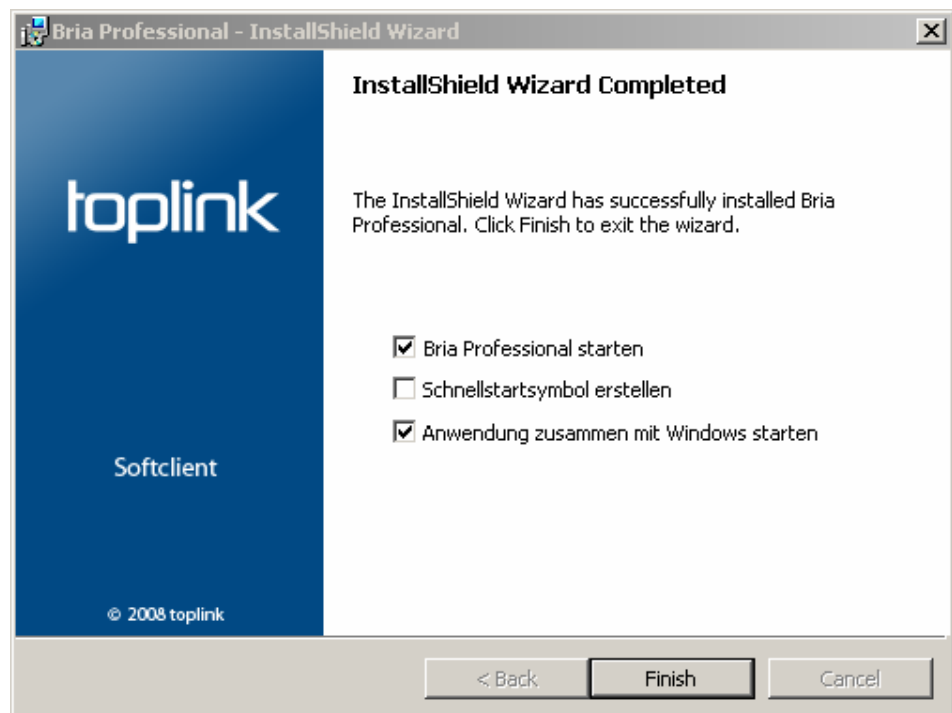 Bria Professional - InstallShield Wizard
InstallShield Wizard Completed
toplink
The InstallShield Wizard has successfully installed Bria
Professional. Click Finish to exit the wizard.
Bria Professional starten
Schnellstartsymbol erstellen
Anwendung zusammen mit Windows starten
Softclient
© 2008 toplink
< Back
Finish
Cancel